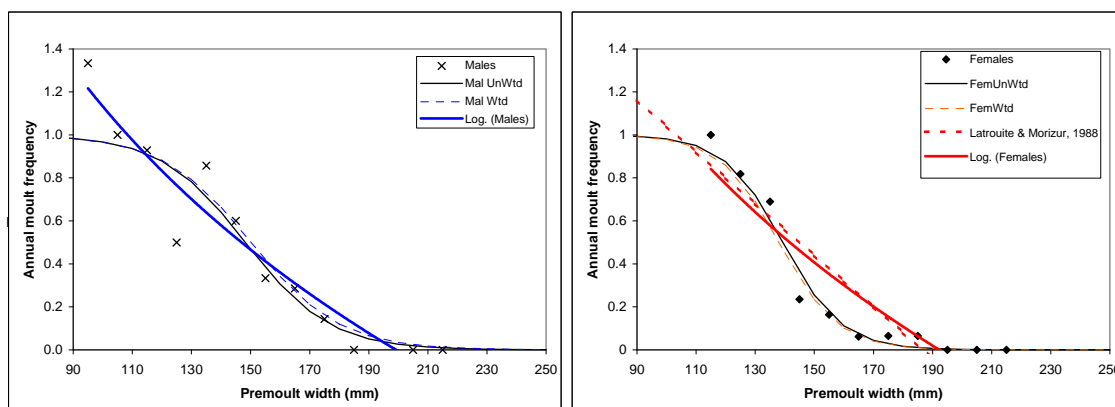 1.4
1.2
1.0
0.8
0.6
0.4
0.2
0.0
Annual moult frequency
90 110 130 150 170 190 210 230 250
Premoult width (mm)
Males
Mal UnWtd
Mal Wtd
Log. (Males)
1.4
1.2
1
0.8
0.6
0.4
0.2
0
Annual moult frequency
90 110 130 150 170 190 210 230 250
Premoult width (mm)
Females
FemUnWtd
FemWtd
Latrouite & Morizur, 1988
Log. (Females)